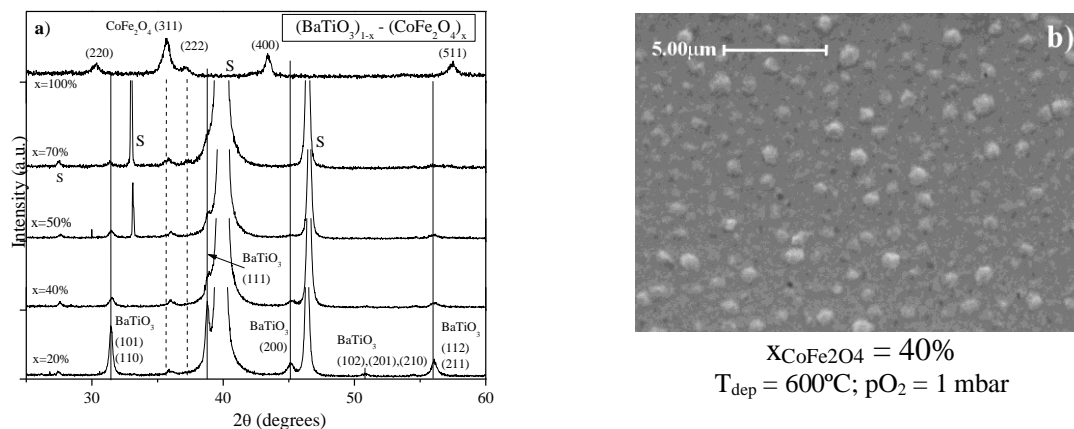 a)
CoFe2O4 (311)
(BaTiO3)1-x - (CoFe2O4)x
(220)
(222)
(400)
(511)
S
x=100%
S
S
x=70%
S
x=50%
BaTiO3
(111)
x=40%
BaTiO3
(101)
(110)
BaTiO3
(200)
BaTiO3
(102),(201),(210)
BaTiO3
(112)
(211)
x=20%
Intensity (a.u.)
30
40
50
60
2θ (degrees)
5.00µm
b)
xCoFe2O4 = 40%
Tdep = 600ºC; pO2 = 1 mbar